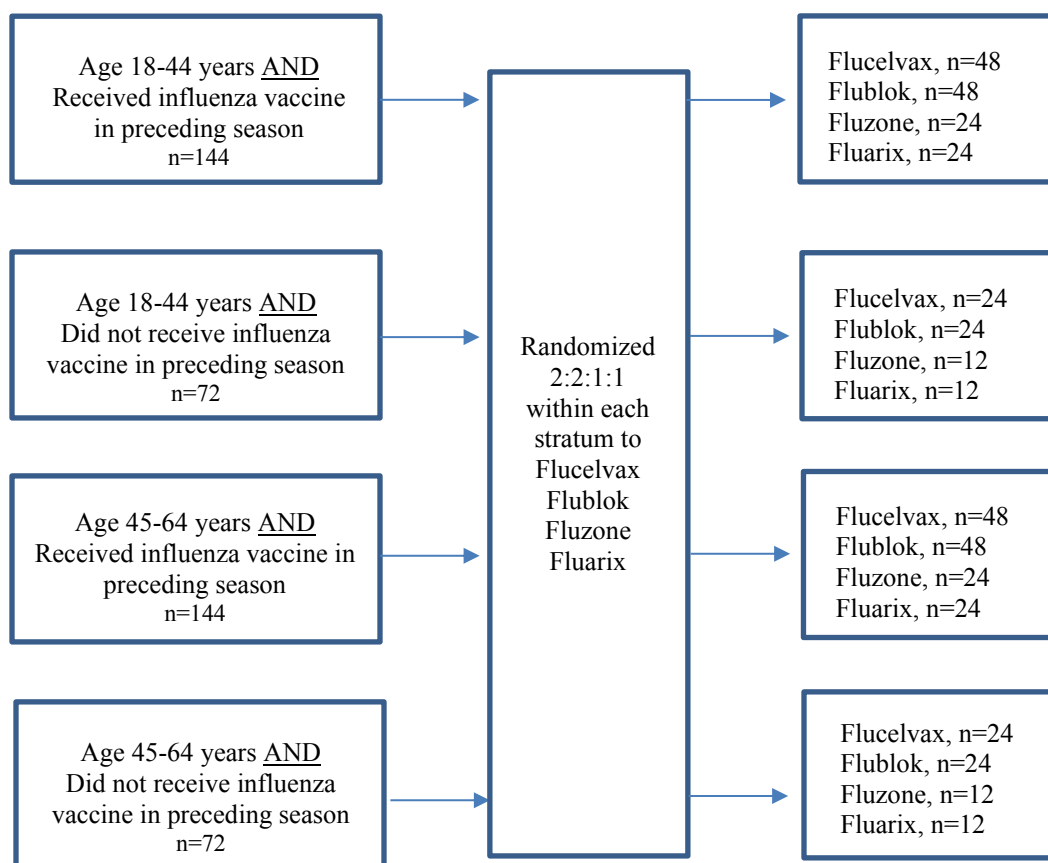 Age 18-44 years AND
Received influenza vaccine
in preceding season
n=144
Age 18-44 years AND
Did not receive influenza
vaccine in preceding season
n=72
Age 45-64 years AND
Received influenza vaccine in
preceding season
n=144
Age 45-64 years AND
Did not receive influenza
vaccine in preceding season
n=72
Randomized
2:2:1:1
within each
stratum to
Flucelvax
Flublok
Fluzone
Fluarix
Flucelvax, n=48
Flublok, n=48
Fluzone, n=24
Fluarix, n=24
Flucelvax, n=24
Flublok, n=24
Fluzone, n=12
Fluarix, n=12
Flucelvax, n=48
Flublok, n=48
Fluzone, n=24
Fluarix, n=24
Flucelvax, n=24
Flublok, n=24
Fluzone, n=12
Fluarix, n=12